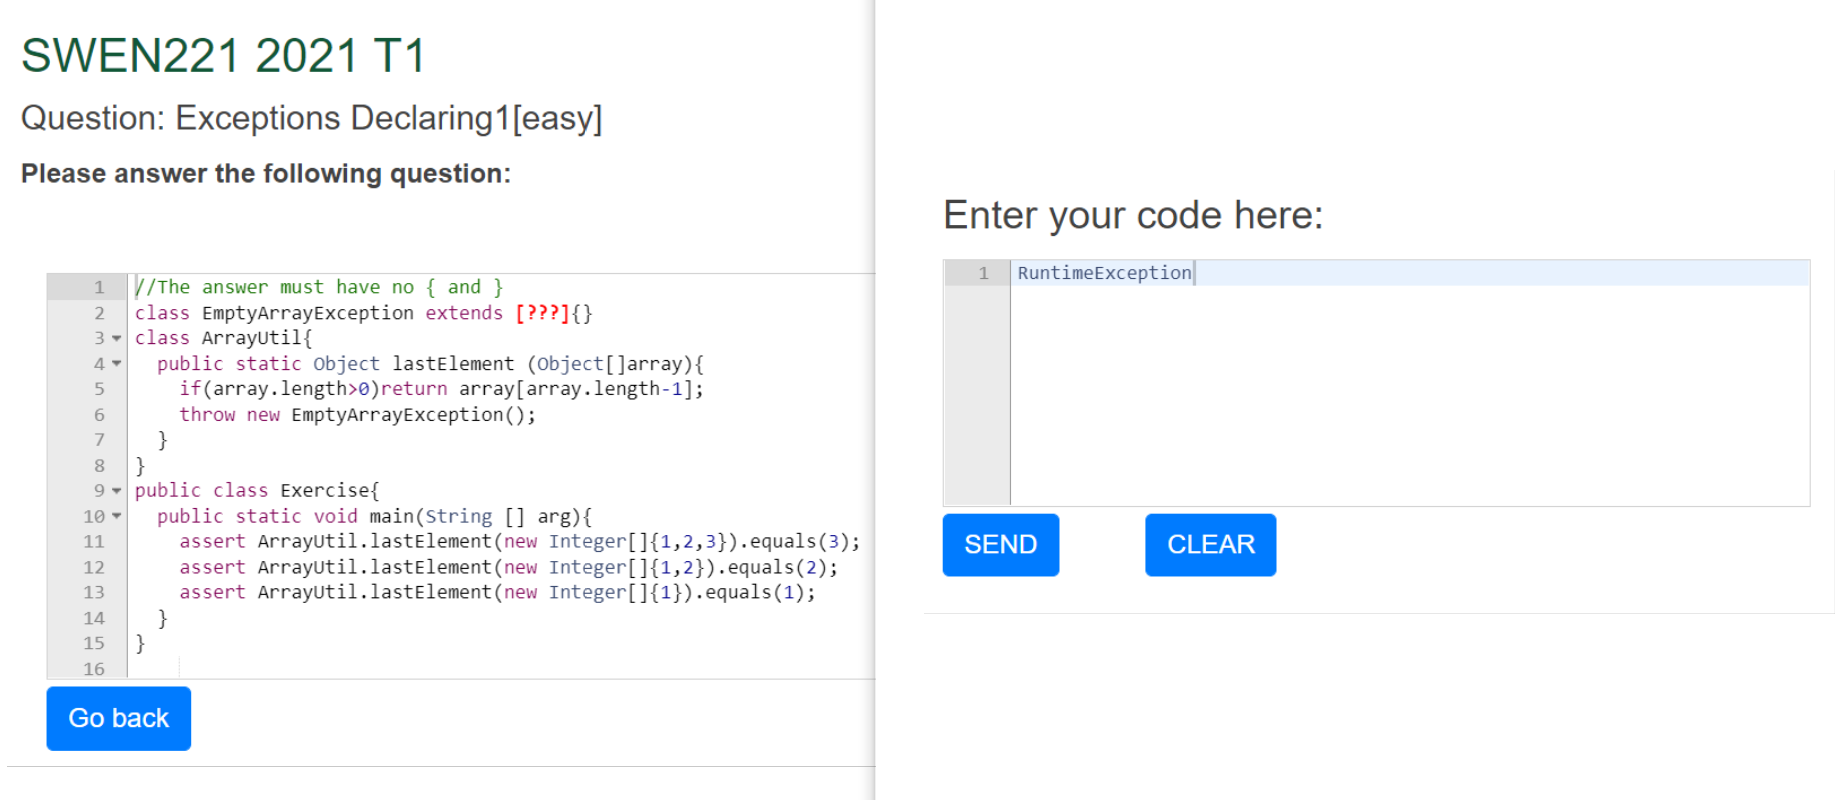 SWEN221 2021 T1
Question: Exceptions Declaring1[easy]
Please answer the following question:
1 //The answer must have no { and }
2 class EmptyArrayException extends [???]{}
3 class ArrayUtil{
4   public static Object lastElement (Object[]array){
5     if(array.length>0)return array[array.length-1];
6     throw new EmptyArrayException();
7   }
8 }
9 public class Exercise{
10   public static void main(String [] arg){
11     assert ArrayUtil.lastElement(new Integer[]{1,2,3}).equals(3);
12     assert ArrayUtil.lastElement(new Integer[]{1,2}).equals(2);
13     assert ArrayUtil.lastElement(new Integer[]{1}).equals(1);
14   }
15 }
16
Go back
Enter your code here:
1 RuntimeException
SEND CLEAR